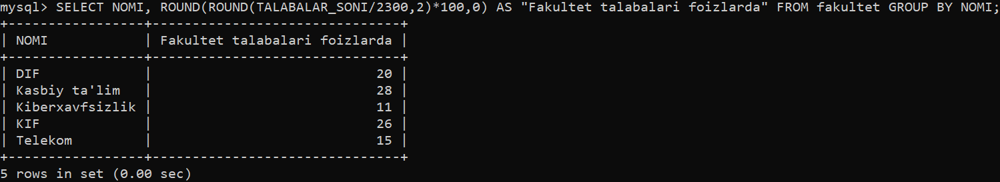 mysql> SELECT NOMI, ROUND(ROUND(TALABALAR_SONI/2300,2)*100,0) AS "Fakultet talabalari foizlarda" FROM fakultet GROUP BY NOMI;
+-----------------+-------------------------------+
| NOMI            | Fakultet talabalari foizlarda |
+-----------------+-------------------------------+
| DIF             |                            20 |
| Kasbiy ta'lim   |                            28 |
| Kiberxavfsizlik |                            11 |
| KIF             |                            26 |
| Telekom         |                            15 |
+-----------------+-------------------------------+
5 rows in set (0.00 sec)